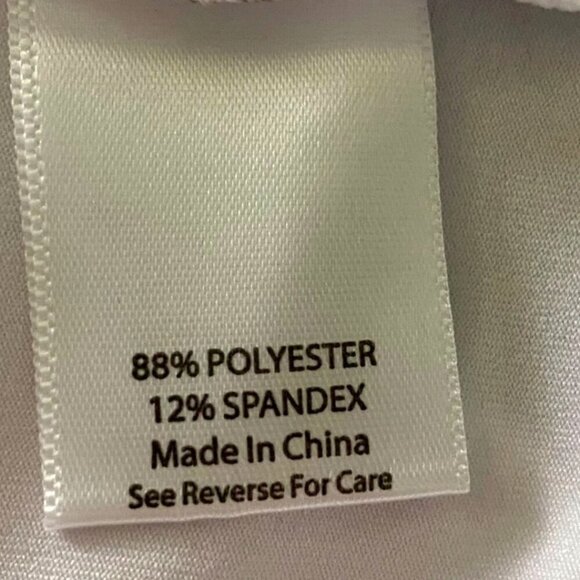 88% POLYESTER
12% SPANDEX
Made In China
See Reverse For Care